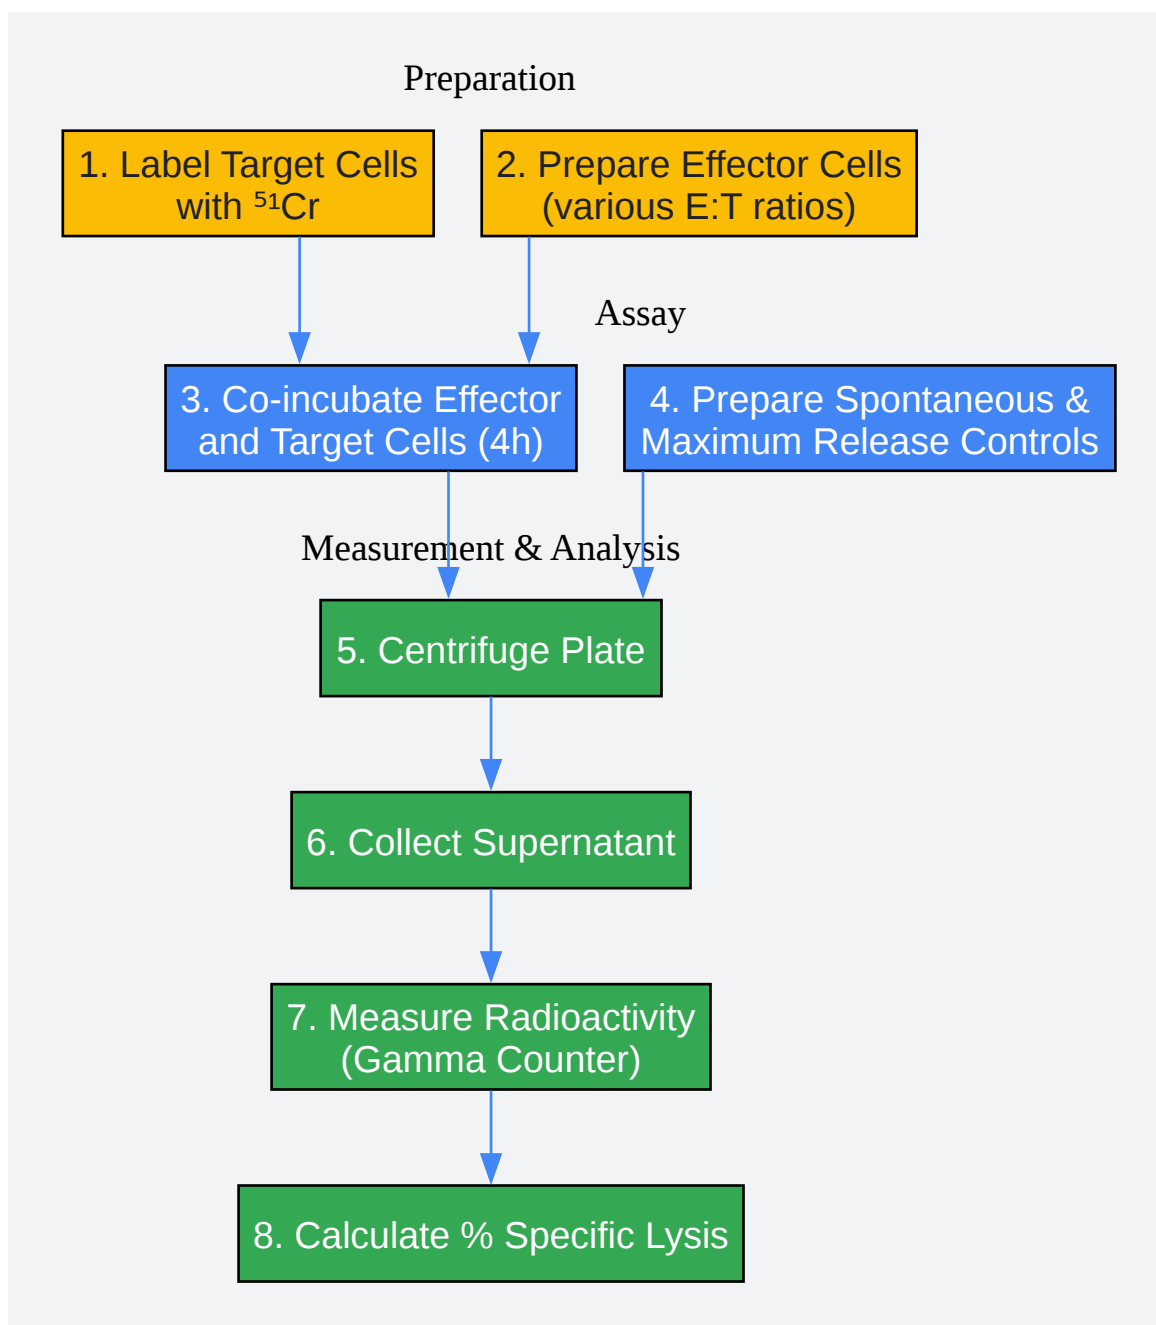 Preparation
1. Label Target Cells
with ⁵¹Cr
2. Prepare Effector Cells
(various E:T ratios)
Assay
3. Co-incubate Effector
and Target Cells (4h)
4. Prepare Spontaneous &
Maximum Release Controls
Measurement & Analysis
5. Centrifuge Plate
6. Collect Supernatant
7. Measure Radioactivity
(Gamma Counter)
8. Calculate % Specific Lysis